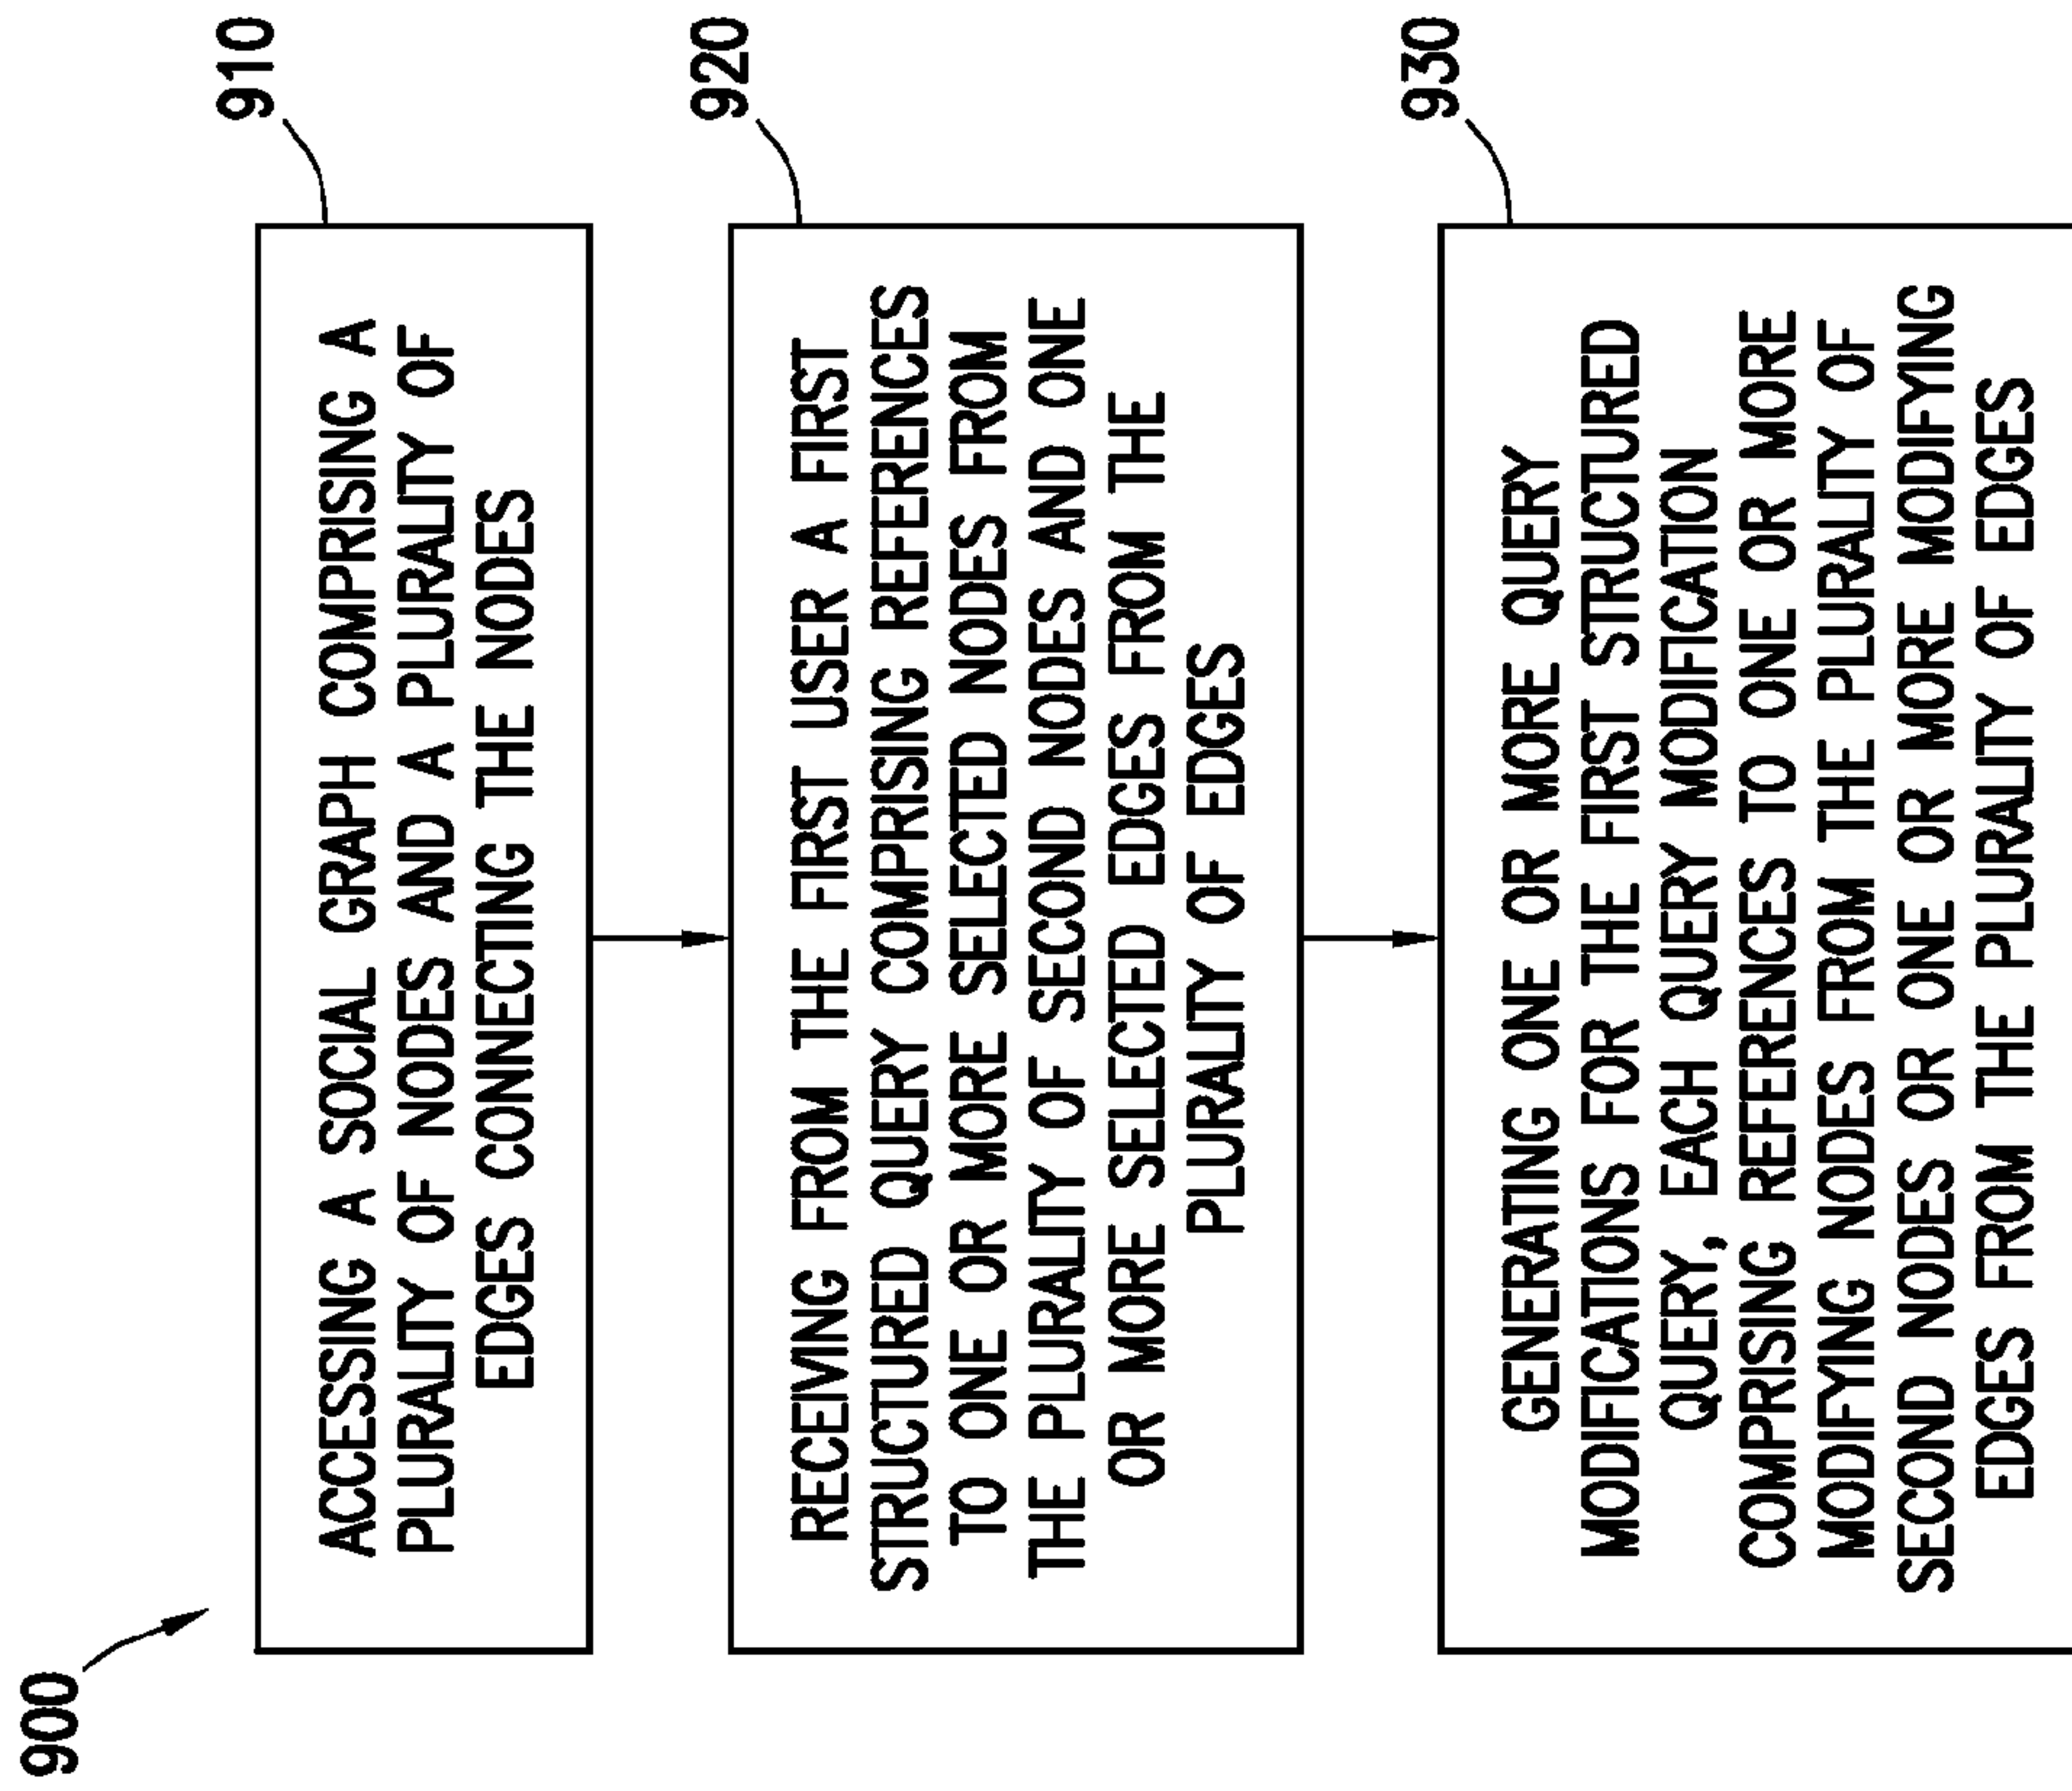 900
910
ACCESSING A SOCIAL GRAPH COMPRISING A
PLURALITY OF NODES AND A PLURALITY OF
EDGES CONNECTING THE NODES
920
RECEIVING FROM THE FIRST USER A FIRST
STRUCTURED QUERY COMPRISING REFERENCES
TO ONE OR MORE SELECTED NODES FROM
THE PLURALITY OF SECOND NODES AND ONE
OR MORE SELECTED EDGES FROM THE
PLURALITY OF EDGES
930
GENERATING ONE OR MORE QUERY
MODIFICATIONS FOR THE FIRST STRUCTURED
QUERY, EACH QUERY MODIFICATION
COMPRISING REFERENCES TO ONE OR MORE
MODIFYING NODES FROM THE PLURALITY OF
SECOND NODES OR ONE OR MORE MODIFYING
EDGES FROM THE PLURALITY OF EDGES